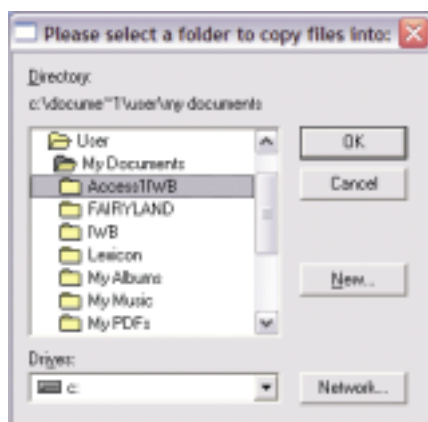 Please select a folder to copy files into:
Directory:
c:\docume~1\user\my documents
User
OK
My Documents
Access1IWB
Cancel
FAIRYLAND
IWB
Lexicon
My Albums
New...
My Music
My PDFs
Drives:
c:
Network...